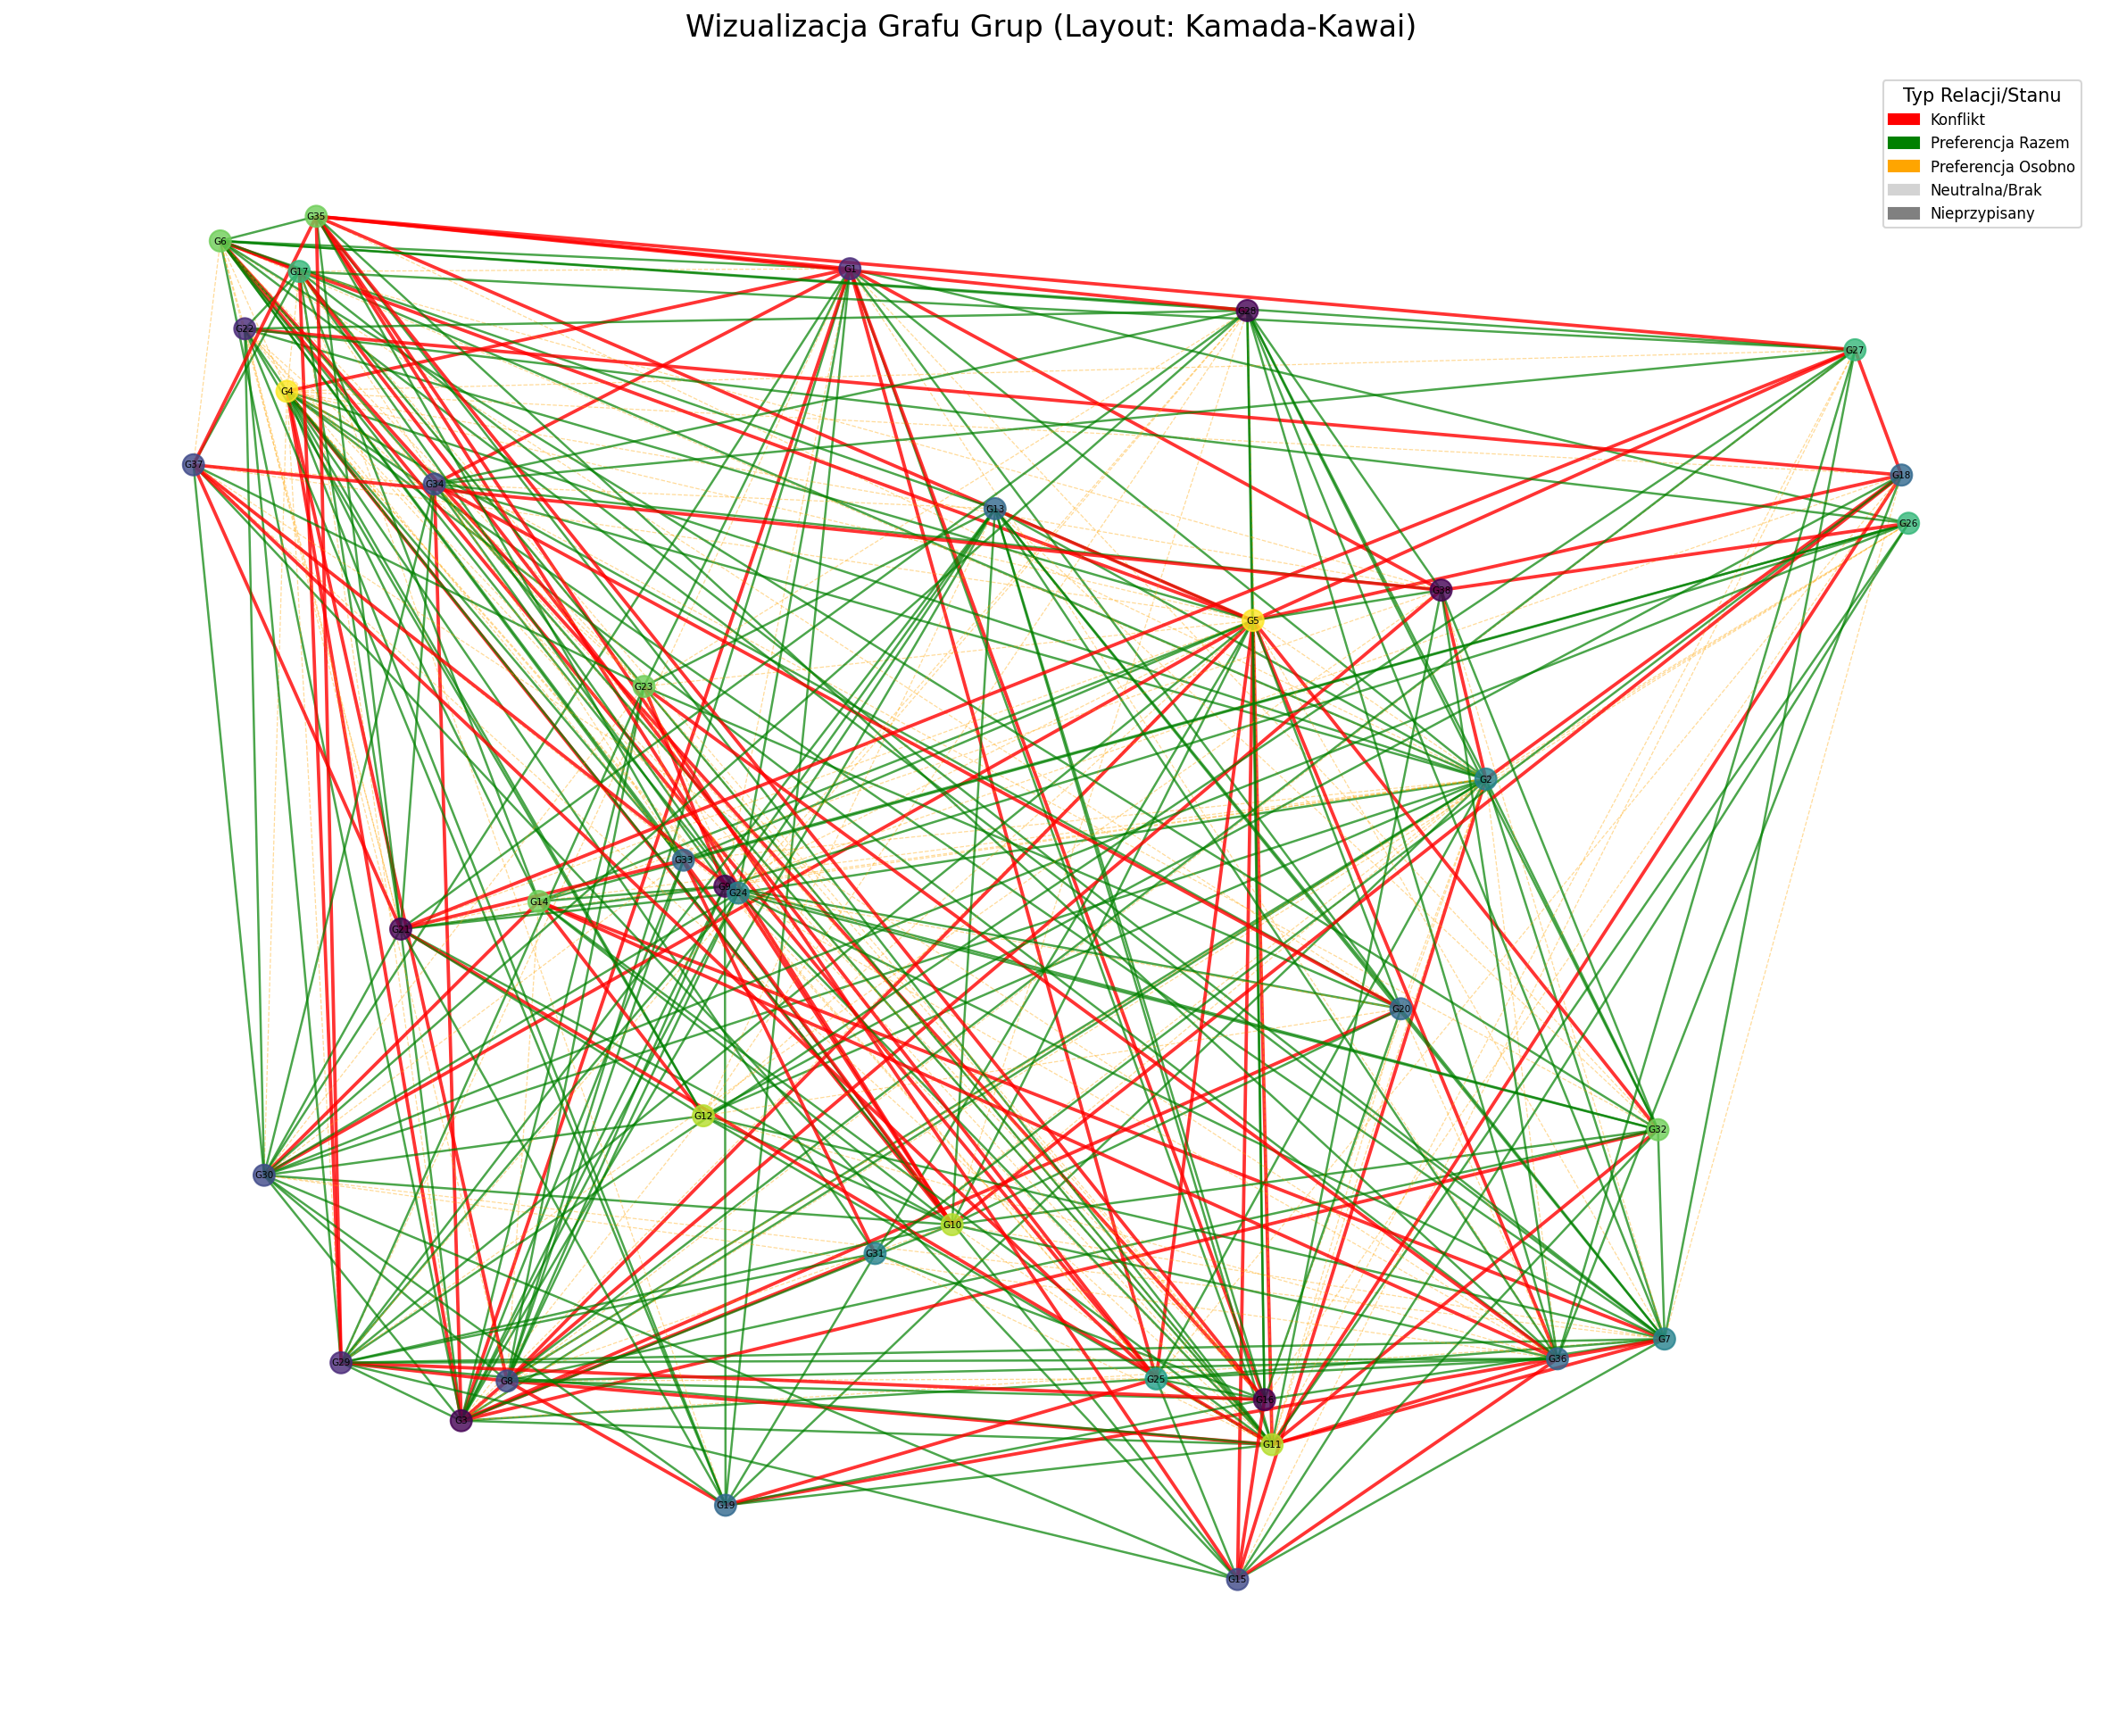 Wizualizacja Grafu Grup (Layout: Kamada-Kawai)
Typ Relacji/Stanu
Konflikt
Preferencja Razem
Preferencja Osobno
Neutralna/Brak
Nieprzypisany
G35
G6
G17
G1
G28
G22
G27
G4
G37
G18
G34
G13
G26
G38
G5
G23
G2
G33
G9
G24
G14
G21
G20
G12
G32
G30
G10
G31
G7
G36
G29
G25
G8
G16
G3
G11
G19
G15